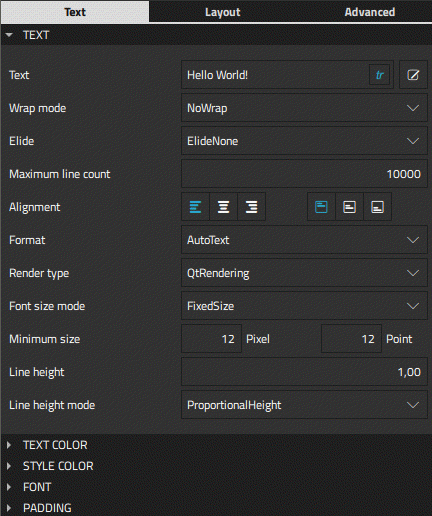 Text Layout Advanced
TEXT
Text Hello World! tr
Wrap mode NoWrap
Elide ElideNone
Maximum line count 10000
Alignment
Format AutoText
Render type QtRendering
Font size mode FixedSize
Minimum size 12 Pixel 12 Point
Line height 1,00
Line height mode ProportionalHeight
TEXT COLOR
STYLE COLOR
FONT
PADDING